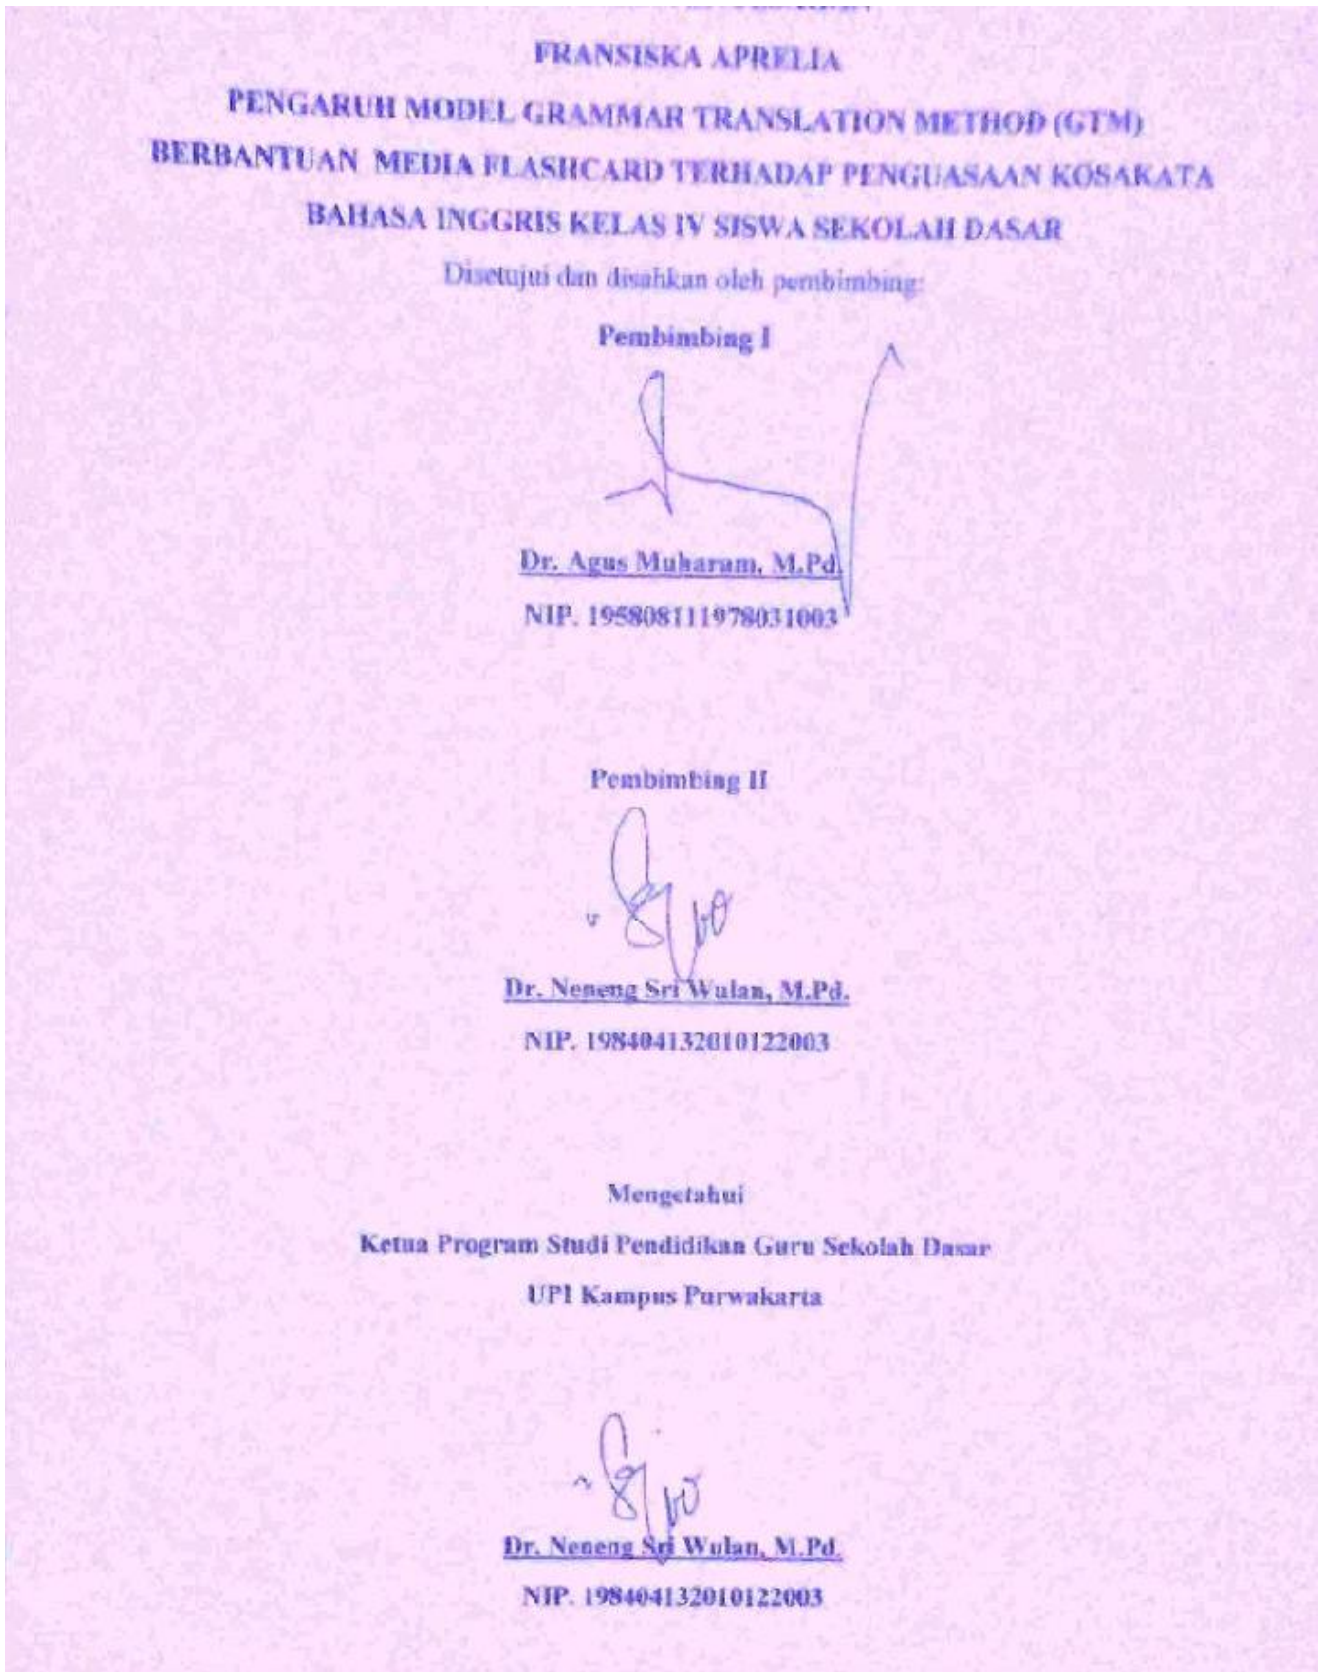 FRANSISKA APRELIA
PENGARUH MODEL GRAMMAR TRANSLATION METHOD (GTM)
BERBANTUAN MEDIA FLASHCARD TERHADAP PENGUASAAN KOSAKATA
BAHASA INGGRIS KELAS IV SISWA SEKOLAH DASAR
Disetujui dan disahkan oleh pembimbing:
Pembimbing I
Dr. Agus Muharam, M.Pd.
NIP. 195808111978031003
Pembimbing II
Dr. Neneng Sri Wulan, M.Pd.
NIP. 198404132010122003
Mengetahui
Ketua Program Studi Pendidikan Guru Sekolah Dasar
UPI Kampus Purwakarta
Dr. Neneng Sri Wulan, M.Pd.
NIP. 198404132010122003